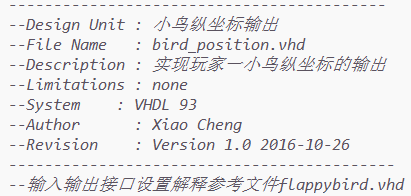 --------------------------------------------
--Design Unit : 小鸟纵坐标输出
--File Name   : bird_position.vhd
--Description : 实现玩家一小鸟纵坐标的输出
--Limitations : none
--System    : VHDL 93
--Author      : Xiao Cheng
--Revision    : Version 1.0 2016-10-26
---------------------------------------------
--输入输出接口设置解释参考文件flappybird.vhd